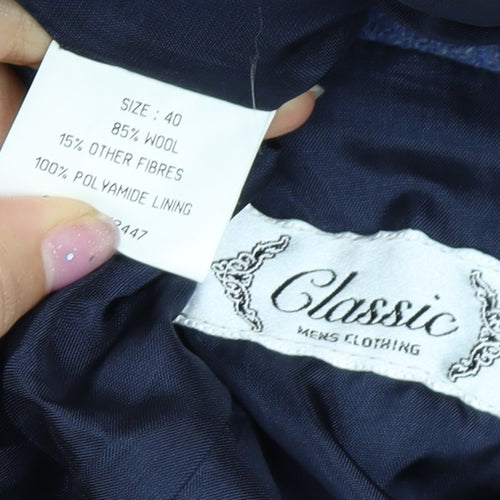 SIZE : 40
85% WOOL
15% OTHER FIBRES
100% POLYAMIDE LINING
Classic
MENS CLOTHING